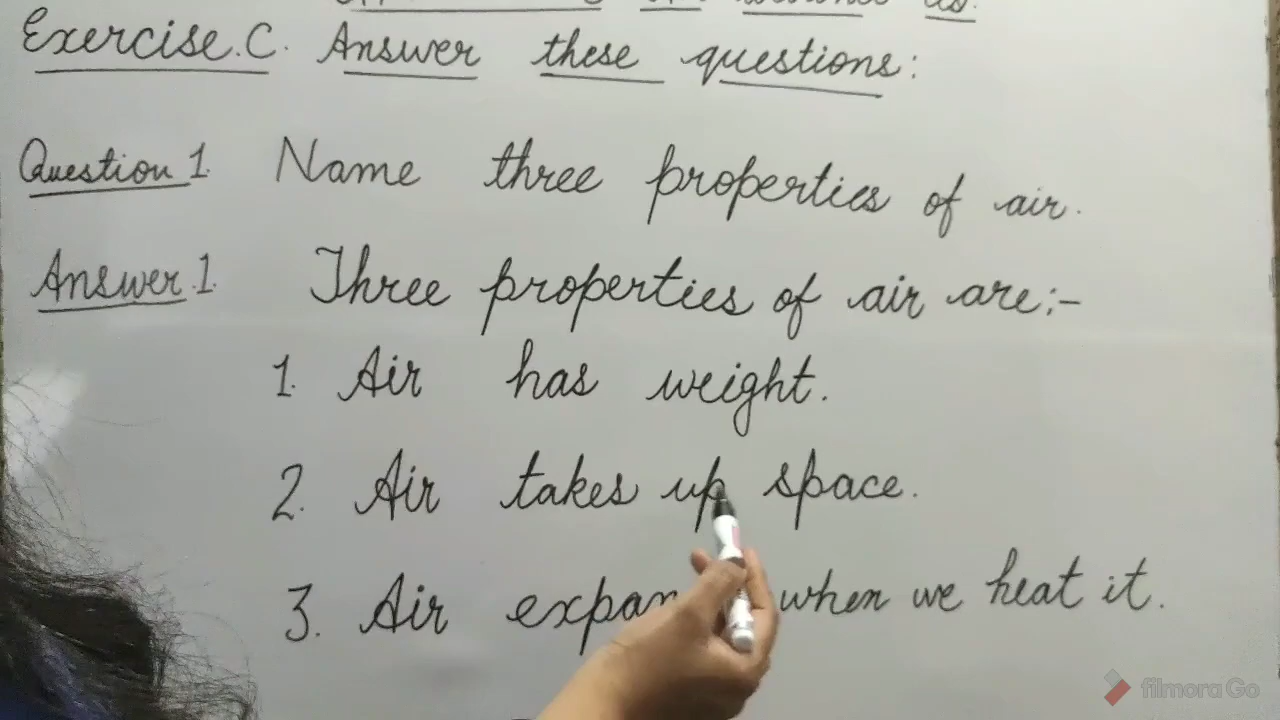 Exercise.C. Answer these questions:
Question 1. Name three properties of air.
Answer.1. Three properties of air are:-
1. Air has weight.
2. Air takes up space.
3. Air when we heat it.
filmora Go